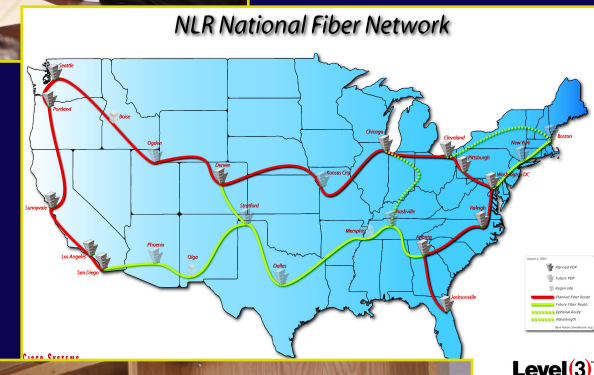 NLR National Fiber Network
Seattle
Portland
Boise
Ogden
Denver
Kansas City
Chicago
Cleveland
Pittsburgh
New York
Boston
Washington DC
Raleigh
Nashville
Memphis
Atlanta
Jacksonville
Stratford
Dallas
Olga
Phoenix
San Diego
Los Angeles
Sunnyvale
Planned POP
Future POP
Regen site
Planned Fiber Route
Future Fiber Route
Optional Route
Wavelength
CISCO SYSTEMS
Level(3)